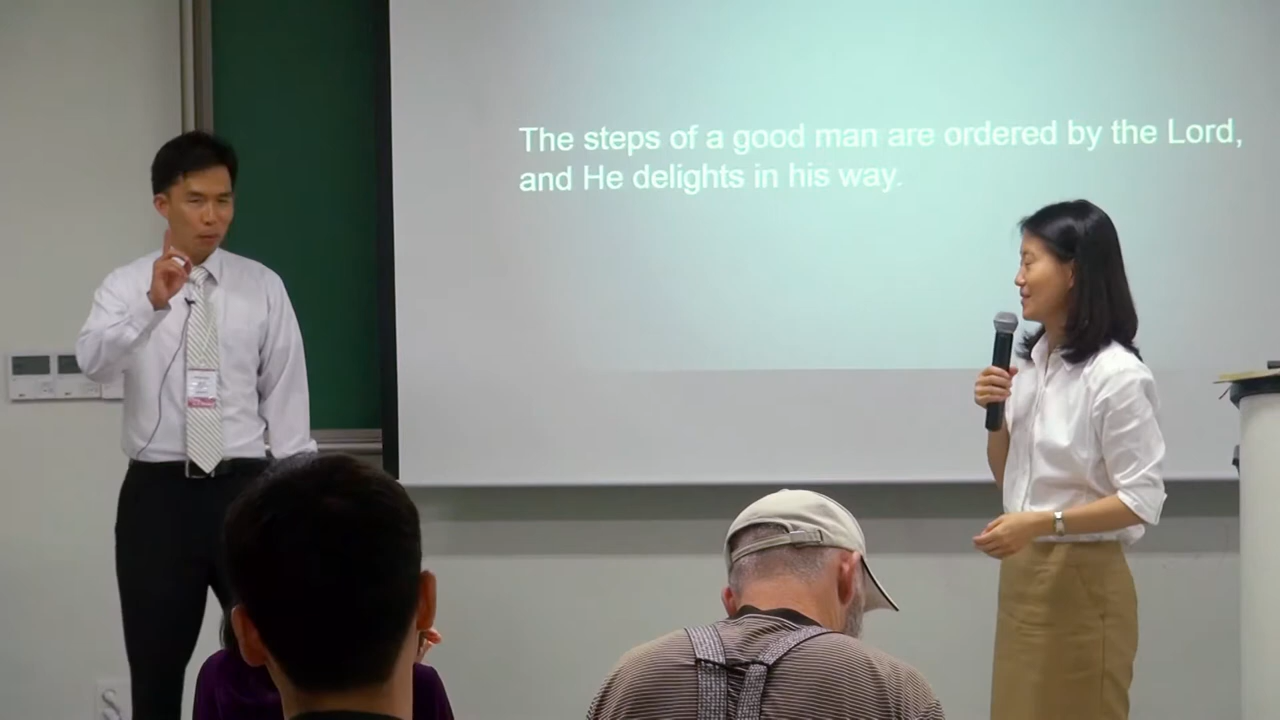 The steps of a good man are ordered by the Lord,
and He delights in his way.